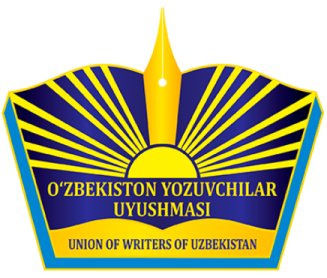 O‘ZBEKISTON YOZUVCHILAR
UYUSHMASI
UNION OF WRITERS OF UZBEKISTAN